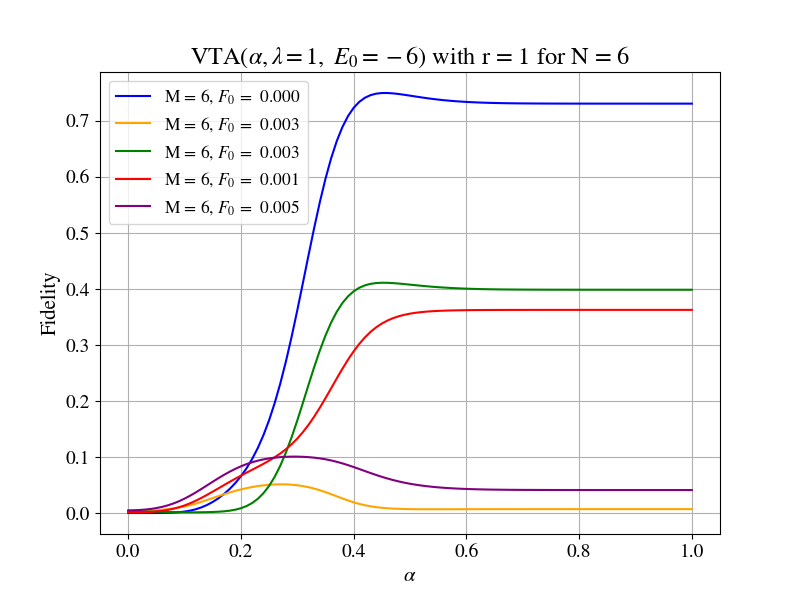 VTA(α, λ = 1, E₀ = −6) with r = 1 for N = 6
M = 6, F₀ = 0.000
M = 6, F₀ = 0.003
M = 6, F₀ = 0.003
M = 6, F₀ = 0.001
M = 6, F₀ = 0.005
Fidelity
0.7
0.6
0.5
0.4
0.3
0.2
0.1
0.0
0.0 0.2 0.4 0.6 0.8 1.0
α